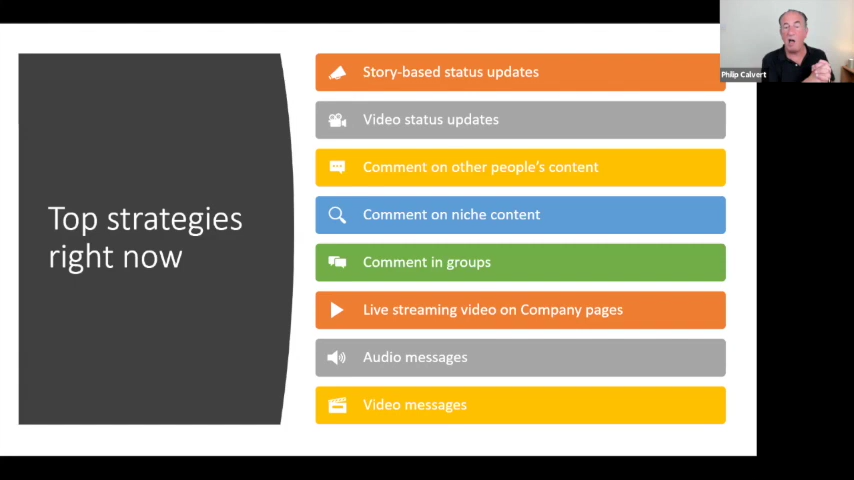 Philip Calvert
Top strategies
right now
Story-based status updates
Video status updates
Comment on other people's content
Comment on niche content
Comment in groups
Live streaming video on Company pages
Audio messages
Video messages